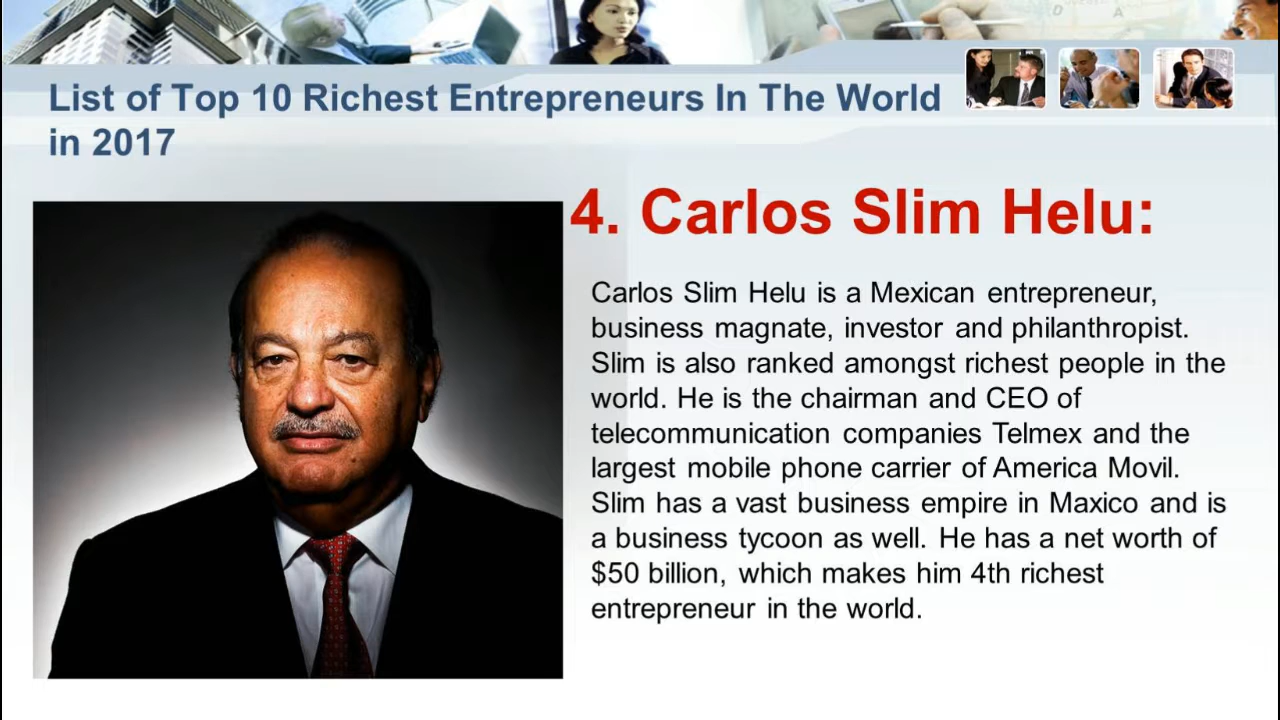 List of Top 10 Richest Entrepreneurs In The World
in 2017
4. Carlos Slim Helu:
Carlos Slim Helu is a Mexican entrepreneur,
business magnate, investor and philanthropist.
Slim is also ranked amongst richest people in the
world. He is the chairman and CEO of
telecommunication companies Telmex and the
largest mobile phone carrier of America Movil.
Slim has a vast business empire in Maxico and is
a business tycoon as well. He has a net worth of
$50 billion, which makes him 4th richest
entrepreneur in the world.